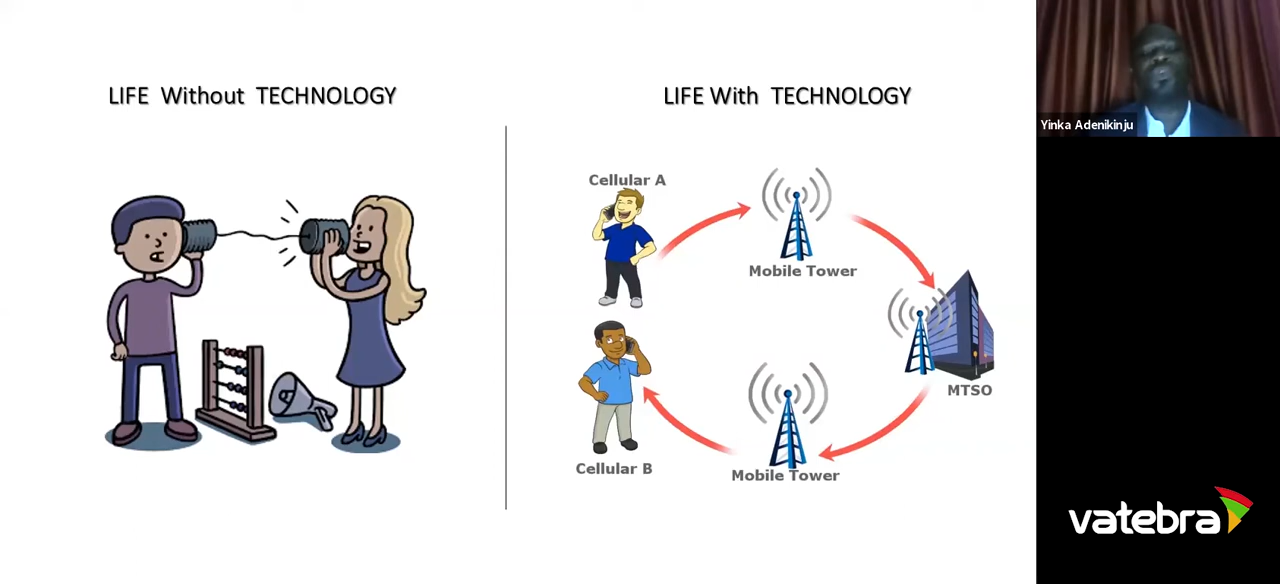 LIFE Without TECHNOLOGY
LIFE With TECHNOLOGY
Cellular A
Mobile Tower
MTSO
Cellular B
Mobile Tower
Yinka Adenikinju
vatebra